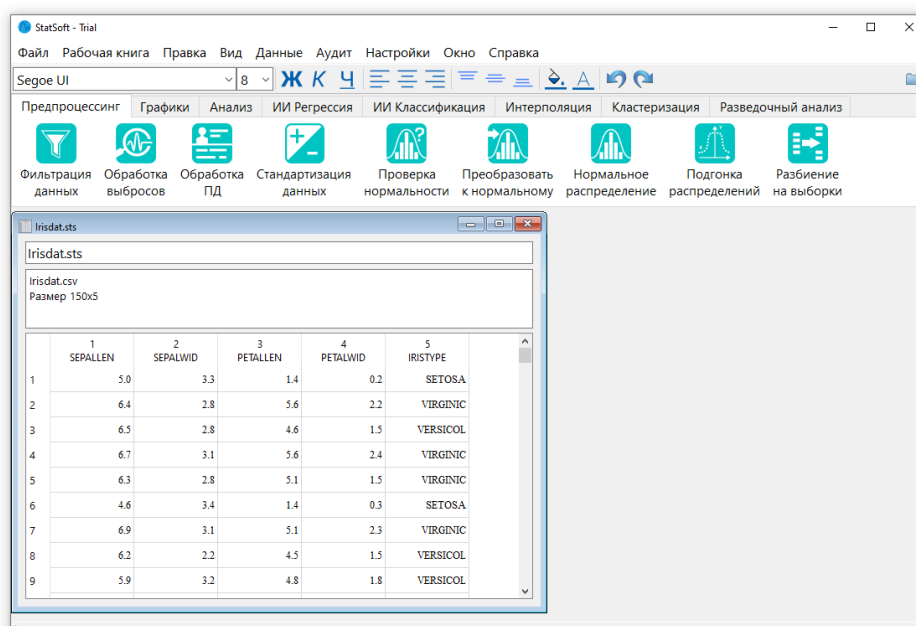 StatSoft - Trial
Файл Рабочая книга Правка Вид Данные Аудит Настройки Окно Справка
Segoe UI 8 Ж К Ч
Предпроцессинг Графики Анализ ИИ Регрессия ИИ Классификация Интерполяция Кластеризация Разведочный анализ
Фильтрация Обработка Обработка Стандартизация Проверка Преобразовать Нормальное Подгонка Разбиение
данных выбросов ПД данных нормальности к нормальному распределение распределений на выборки
Irisdat.sts
Irisdat.sts
Irisdat.csv
Размер 150x5
1 2 3 4 5
SEPALLEN SEPALWID PETALLEN PETALWID IRISTYPE
1 5.0 3.3 1.4 0.2 SETOSA
2 6.4 2.8 5.6 2.2 VIRGINIC
3 6.5 2.8 4.6 1.5 VERSICOL
4 6.7 3.1 5.6 2.4 VIRGINIC
5 6.3 2.8 5.1 1.5 VIRGINIC
6 4.6 3.4 1.4 0.3 SETOSA
7 6.9 3.1 5.1 2.3 VIRGINIC
8 6.2 2.2 4.5 1.5 VERSICOL
9 5.9 3.2 4.8 1.8 VERSICOL